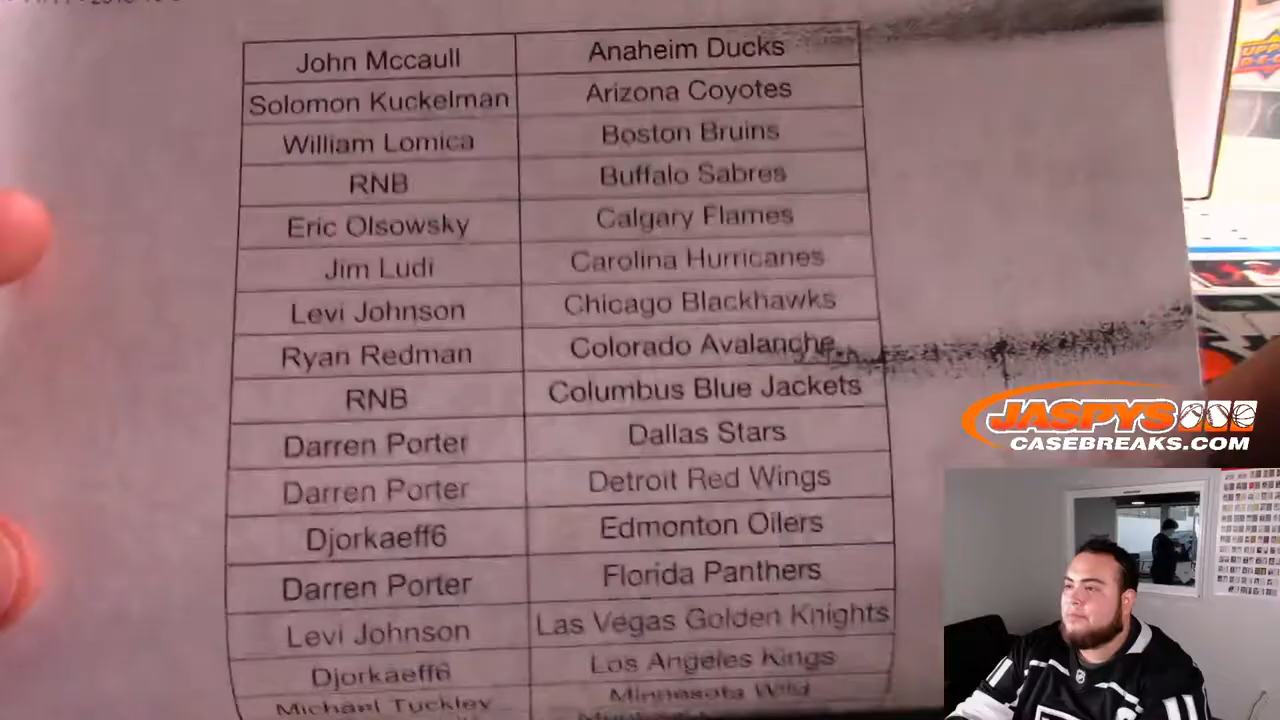 John Mccaull Anaheim Ducks
Solomon Kuckelman Arizona Coyotes
William Lomica Boston Bruins
RNB Buffalo Sabres
Eric Olsowsky Calgary Flames
Jim Ludi Carolina Hurricanes
Levi Johnson Chicago Blackhawks
Ryan Redman Colorado Avalanche
RNB Columbus Blue Jackets
Darren Porter Dallas Stars
Darren Porter Detroit Red Wings
Djorkaeff6 Edmonton Oilers
Darren Porter Florida Panthers
Levi Johnson Las Vegas Golden Knights
Djorkaeff6 Los Angeles Kings
Michael Tuckley Minnesota Wild
JASPYS
CASEBREAKS.COM